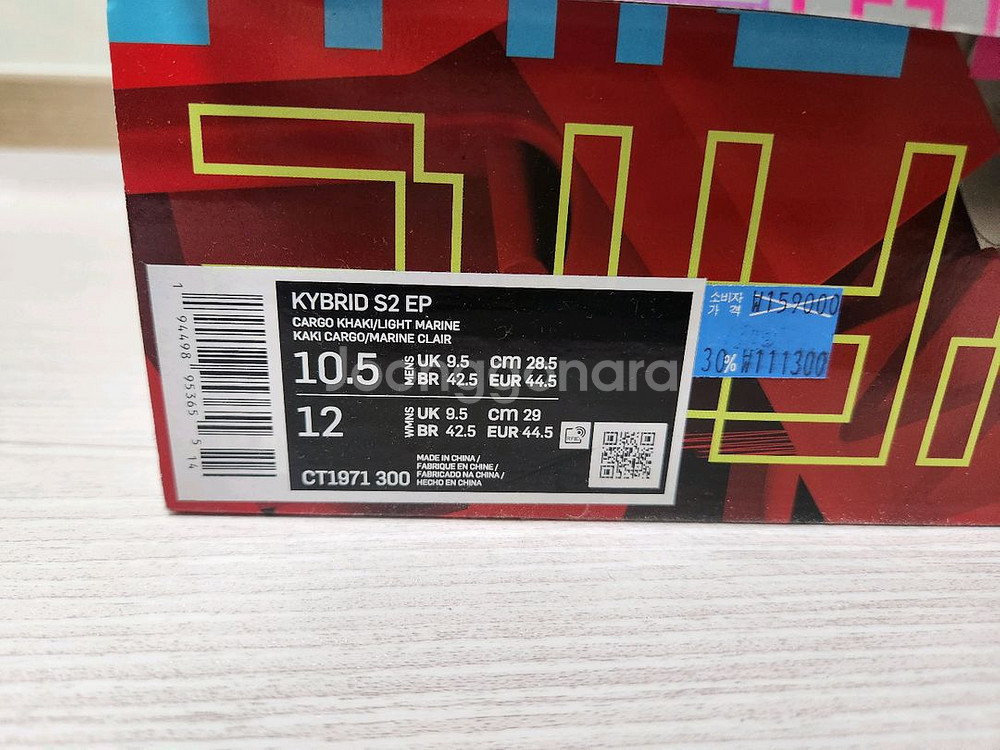 KYBRID S2 EP
CARGO KHAKI/LIGHT MARINE
KAKI CARGO/MARINE CLAIR
10.5 MENS UK 9.5 cm 28.5
BR 42.5 EUR 44.5
12 WMNS UK 9.5 cm 29
BR 42.5 EUR 44.5
CT1971 300
MADE IN CHINA /
FABRIQUE EN CHINE /
FABRICADO NA CHINA /
HECHO EN CHINA
1 94498 95365 5 14
소비자
가 격
₩159000
30% ₩111300
joonggonara